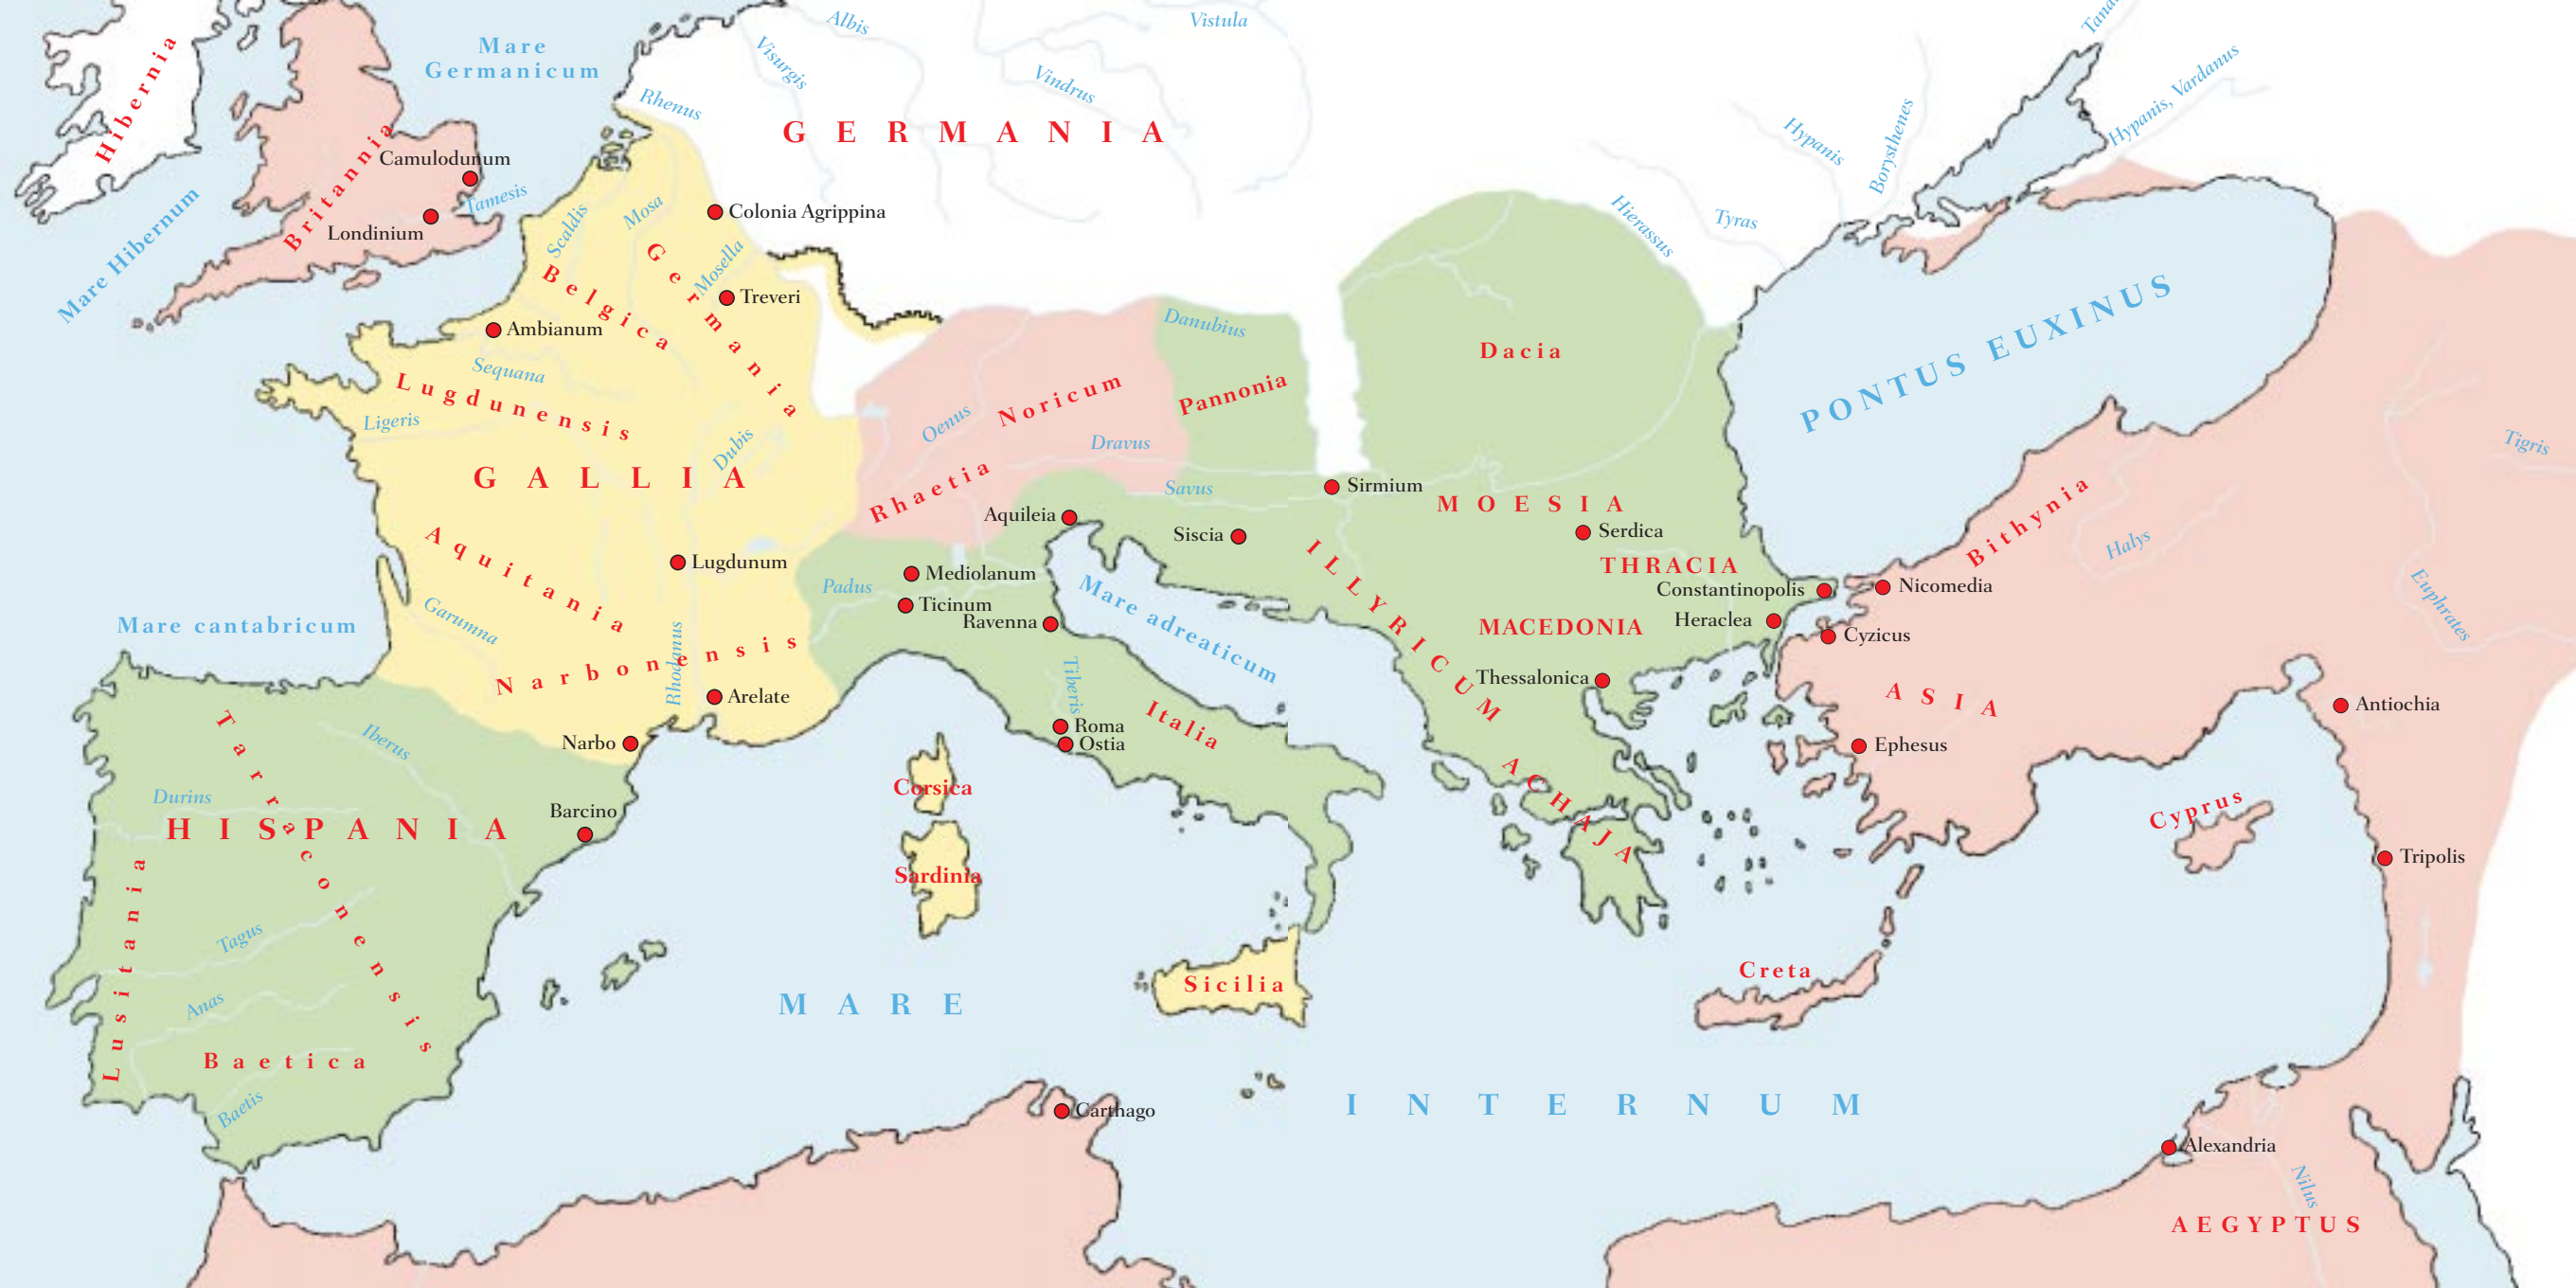 Hibernia
Mare
Germanicum
Albis
Visurgis
Vistula
Vindrus
Rhenus
GERMANIA
Hypanis
Borysthenes
Hypanis, Vardanus
Britannia
Camulodunum
Tamesis
Londinium
Mare Hibernum
Scaldis
Mosa
Mosella
Colonia Agrippina
Germania
Belgica
Treveri
Ambianum
Sequana
Lugdunensis
Ligeris
Dubis
GALLIA
Aquitania
Lugdunum
Garumna
Rhodanus
Narbonensis
Arelate
Narbo
Mare cantabricum
Hierassus
Tyras
Dacia
Danubius
Pannonia
Noricum
Oenus
Dravus
Rhaetia
Savus
Sirmium
MOESIA
Aquileia
Siscia
Serdica
THRACIA
ILLYRICUM
PONTUS EUXINUS
Tigris
Bithynia
Halys
Euphrates
Padus
Mediolanum
Ticinum
Ravenna
Mare adreaticum
Constantinopolis
Nicomedia
Heraclea
Cyzicus
MACEDONIA
Thessalonica
Tiberis
Roma
Ostia
Italia
ASIA
Antiochia
Ephesus
ACHAJA
Cyprus
Tripolis
Tarraconensis
Iberus
Durins
HISPANIA
Barcino
Lusitania
Tagus
Anas
Baetica
Baetis
Corsica
Sardinia
Sicilia
Creta
MARE
INTERNUM
Carthago
Alexandria
Nilus
AEGYPTUS